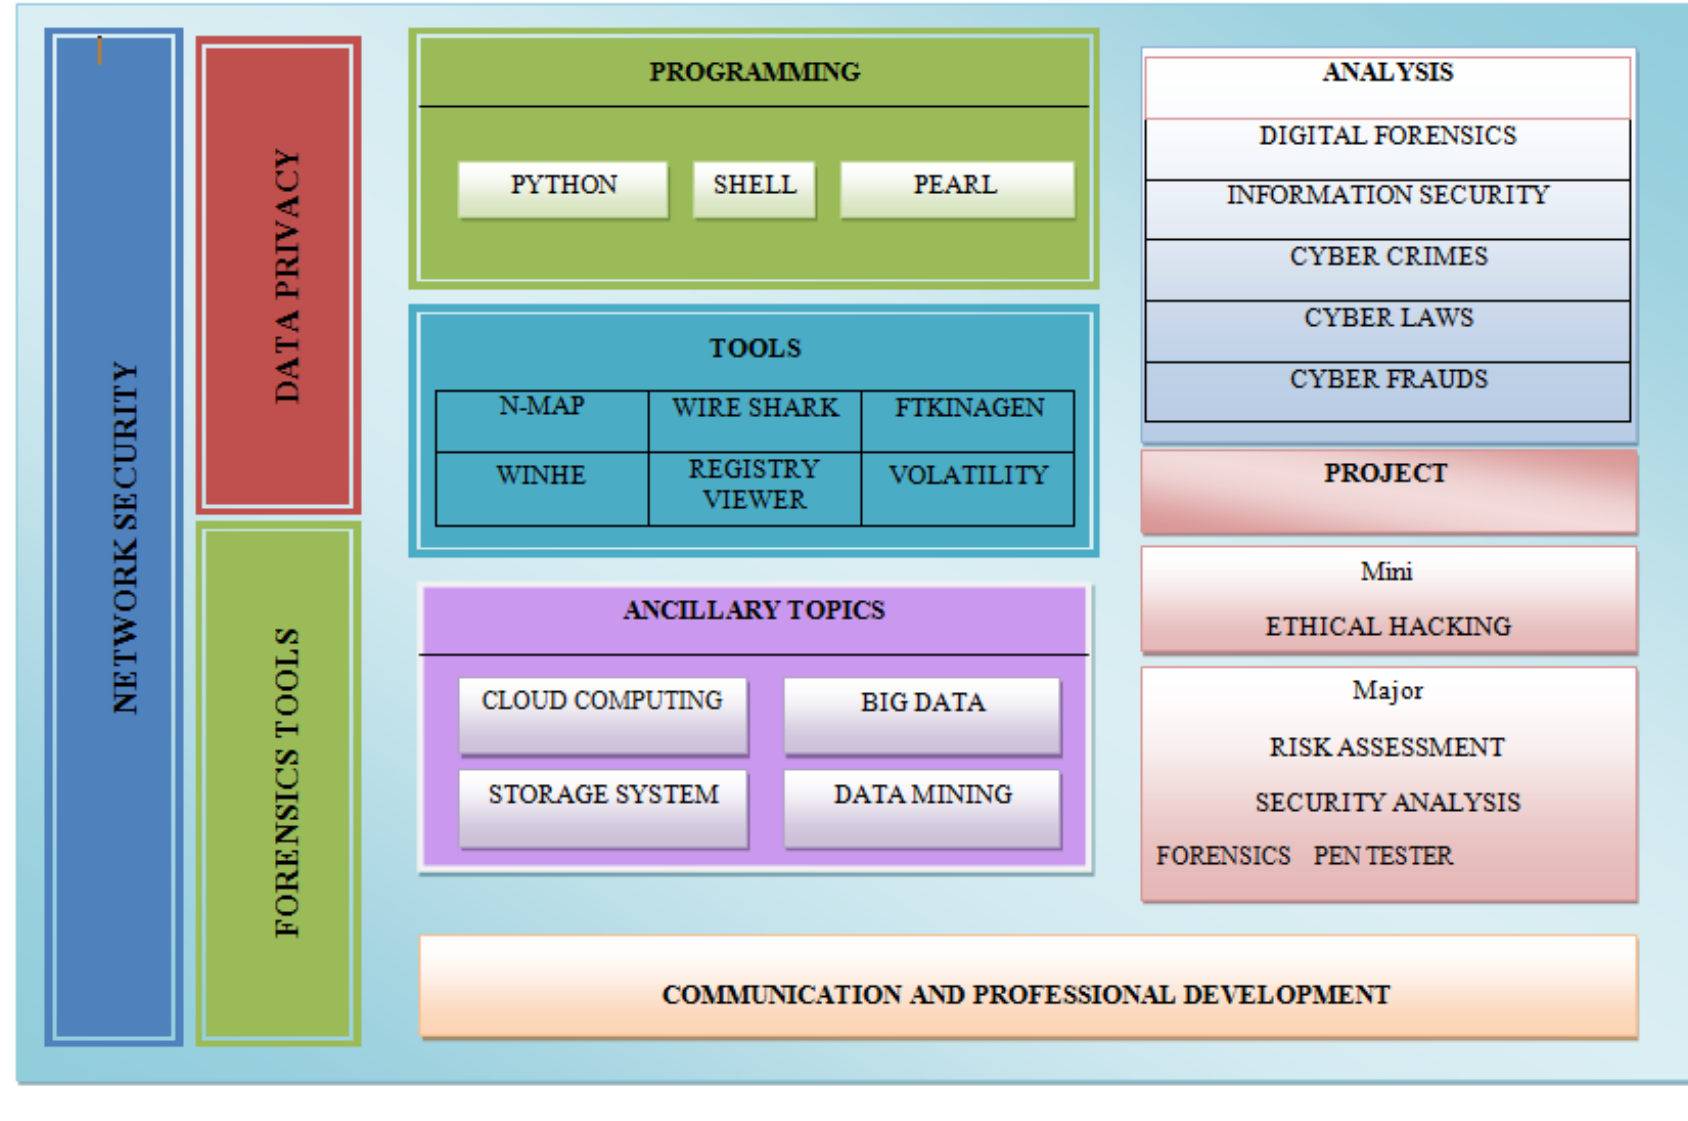 NETWORK SECURITY
DATA PRIVACY
FORENSICS TOOLS
PROGRAMMING
PYTHON
SHELL
PEARL
TOOLS
N-MAP
WIRE SHARK
FTKINAGEN
WINHE
REGISTRY
VIEWER
VOLATILITY
ANCILLARY TOPICS
CLOUD COMPUTING
BIG DATA
STORAGE SYSTEM
DATA MINING
ANALYSIS
DIGITAL FORENSICS
INFORMATION SECURITY
CYBER CRIMES
CYBER LAWS
CYBER FRAUDS
PROJECT
Mini
ETHICAL HACKING
Major
RISK ASSESSMENT
SECURITY ANALYSIS
FORENSICS PEN TESTER
COMMUNICATION AND PROFESSIONAL DEVELOPMENT